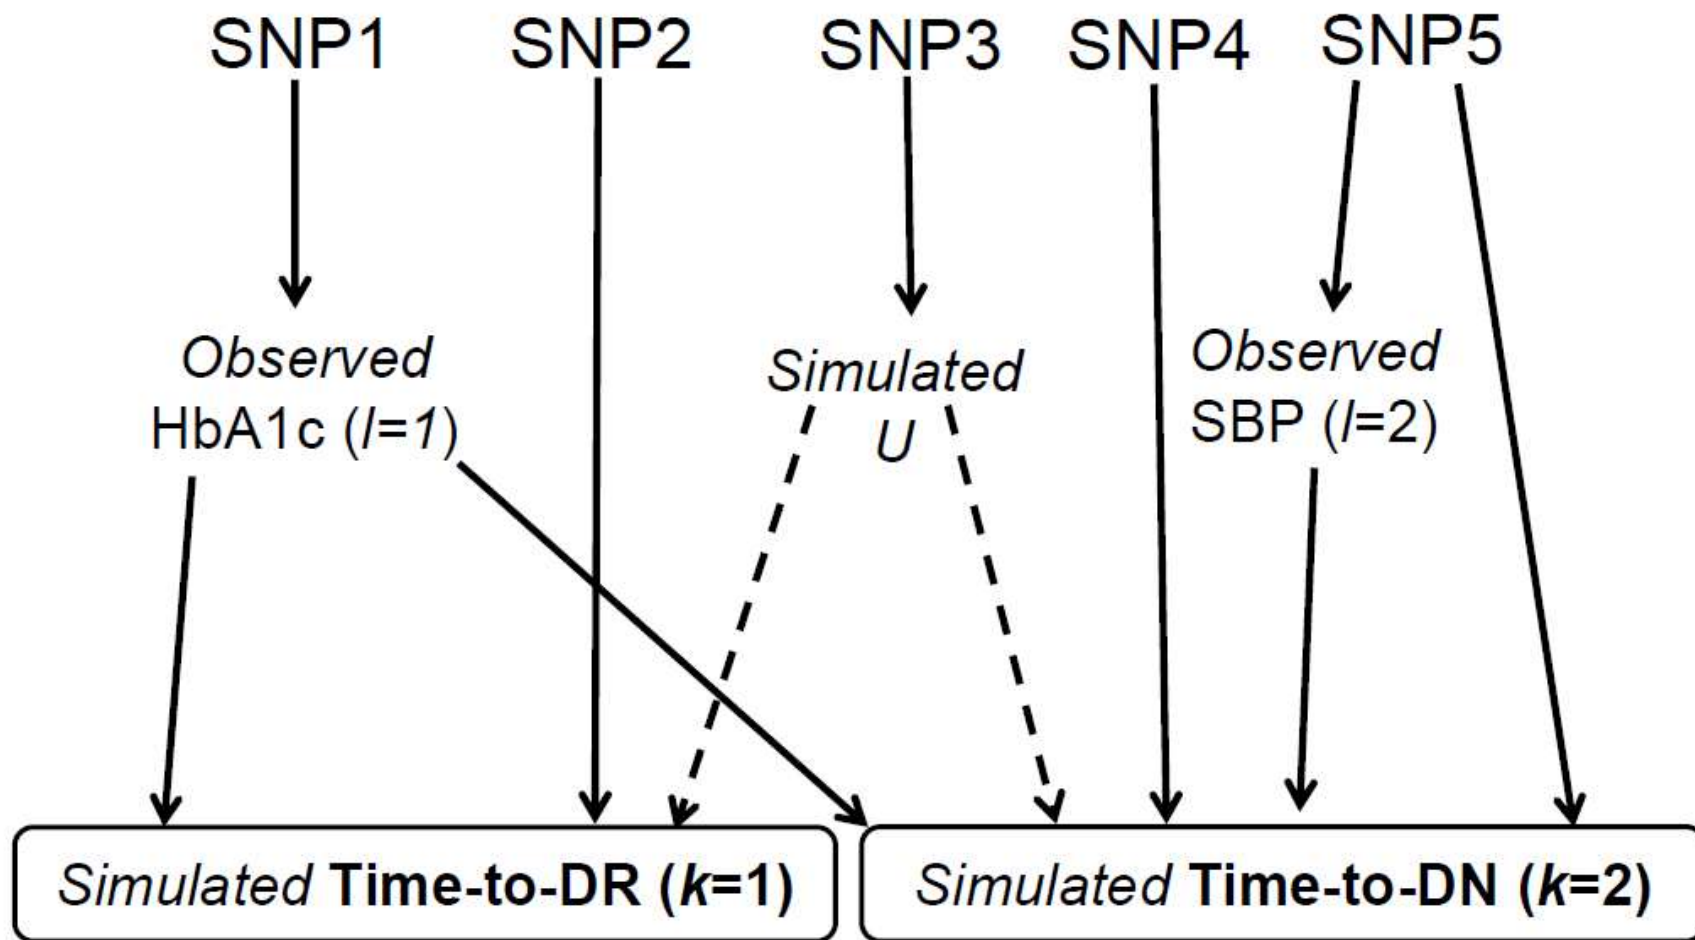 SNP1 SNP2 SNP3 SNP4 SNP5
Observed
HbA1c (l=1)
Simulated
U
Observed
SBP (l=2)
Simulated Time-to-DR (k=1)
Simulated Time-to-DN (k=2)